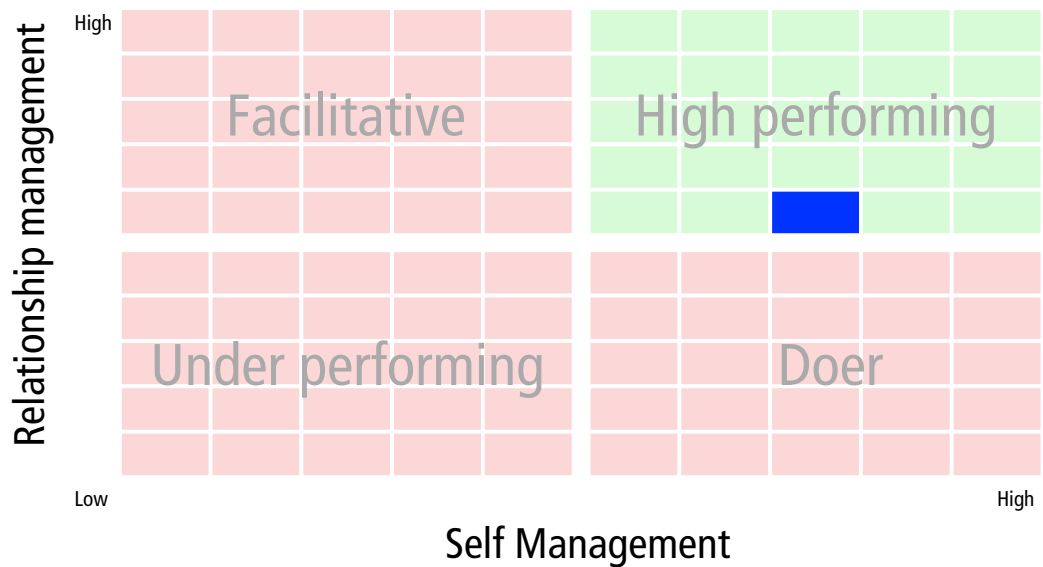 Relationship management
High
Facilitative
High performing
Under performing
Doer
Low
High
Self Management